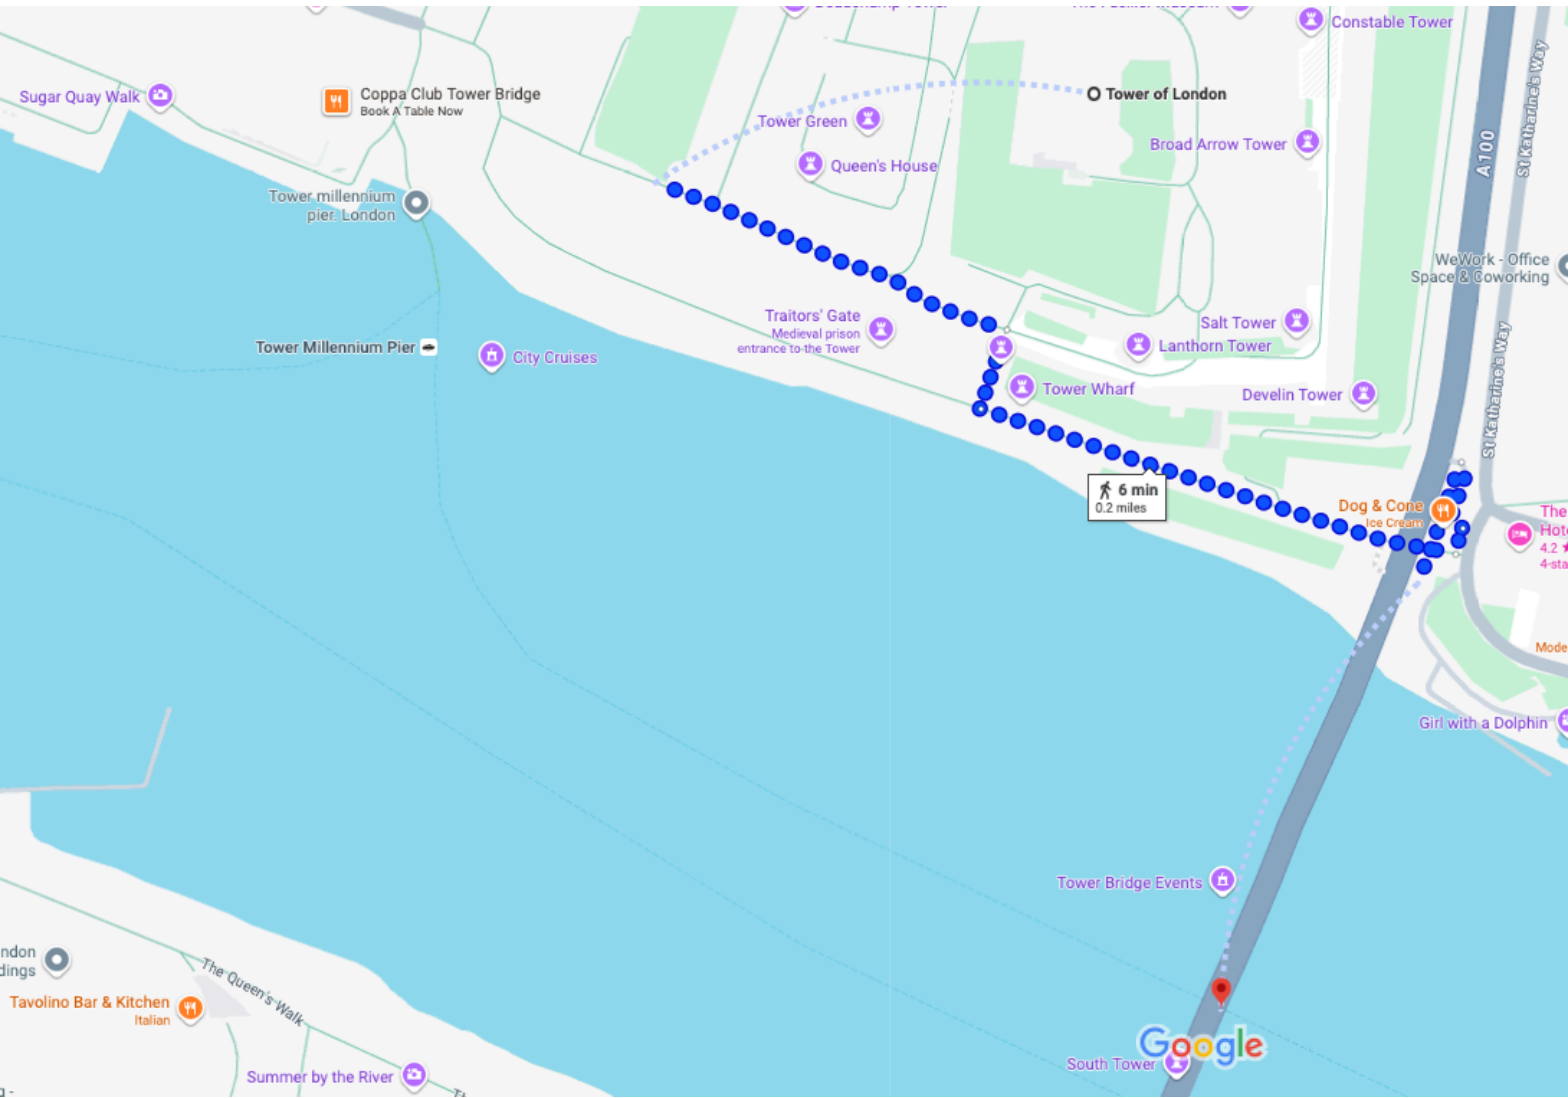 Constable Tower
Sugar Quay Walk
Coppa Club Tower Bridge
Book A Table Now
Tower of London
Tower Green
Broad Arrow Tower
Queen's House
A100
St Katharine's Way
Tower millennium
pier. London
WeWork - Office
Space & Coworking
Traitors' Gate
Medieval prison
entrance to the Tower
Salt Tower
Lanthorn Tower
Tower Millennium Pier
City Cruises
Tower Wharf
Develin Tower
St Katharine's Way
6 min
0.2 miles
Dog & Cone
Ice Cream
The
Hote
4.2
4-sta
Mode
Girl with a Dolphin
Tower Bridge Events
ndon
dings
The Queen's Walk
Tavolino Bar & Kitchen
Italian
Google
South Tower
Summer by the River
Th